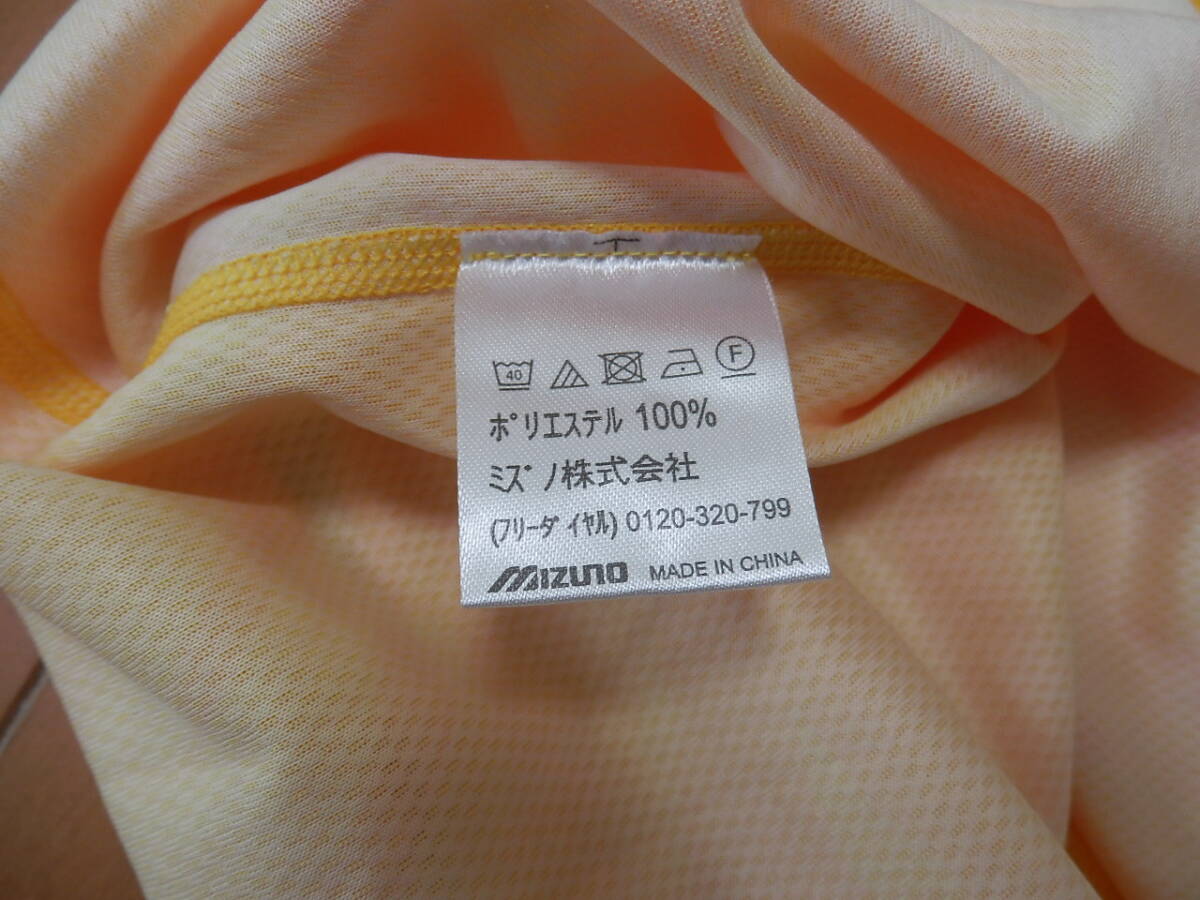 40 F
ポリエステル 100%
ミズノ株式会社
(フリーダイヤル) 0120-320-799
MIZUNO MADE IN CHINA